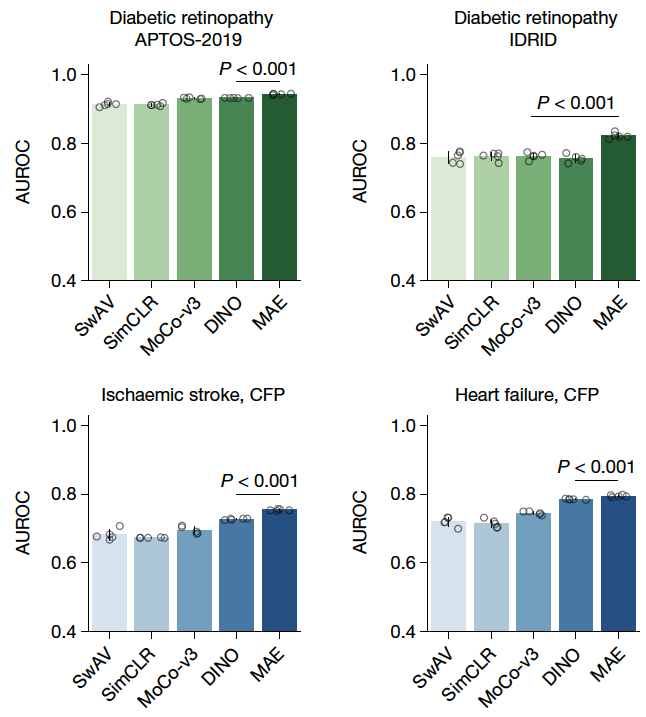 Diabetic retinopathy
APTOS-2019
P < 0.001
1.0
0.8
0.6
0.4
AUROC
SwAV
SimCLR
MoCo-v3
DINO
MAE
Diabetic retinopathy
IDRID
P < 0.001
1.0
0.8
0.6
0.4
AUROC
SwAV
SimCLR
MoCo-v3
DINO
MAE
Ischaemic stroke, CFP
P < 0.001
1.0
0.8
0.6
0.4
AUROC
SwAV
SimCLR
MoCo-v3
DINO
MAE
Heart failure, CFP
P < 0.001
1.0
0.8
0.6
0.4
AUROC
SwAV
SimCLR
MoCo-v3
DINO
MAE